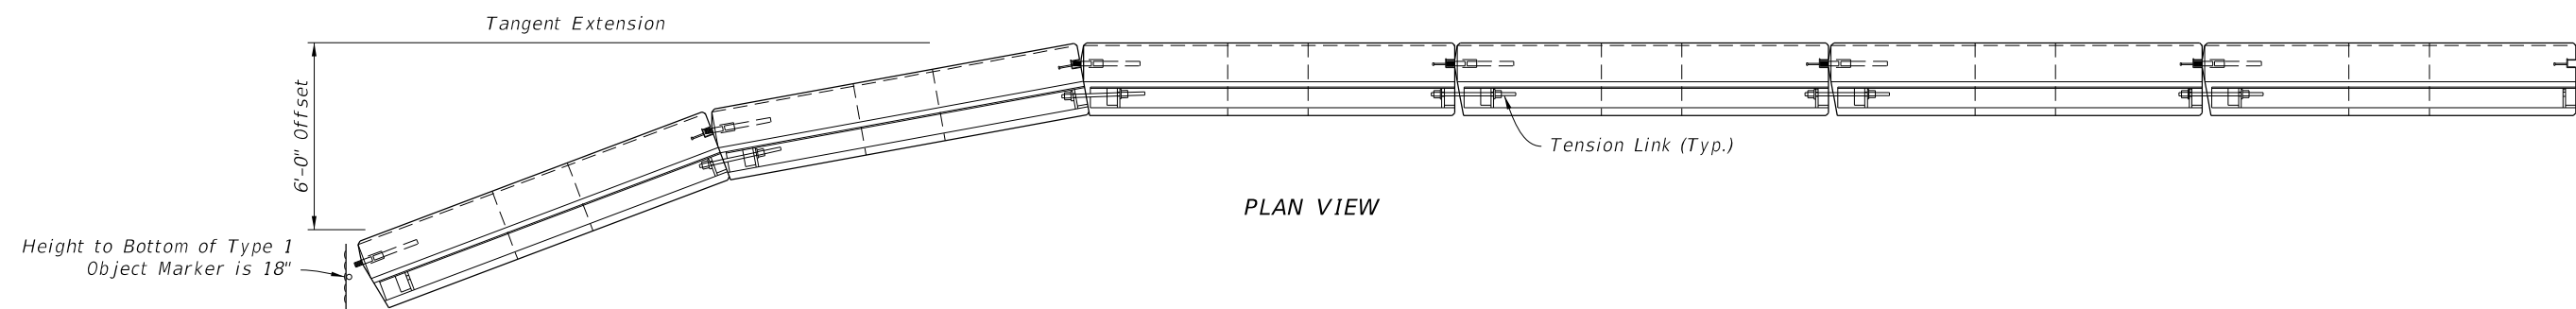 Tangent Extension
6'-0" Offset
Tension Link (Typ.)
PLAN VIEW
Height to Bottom of Type 1
Object Marker is 18"